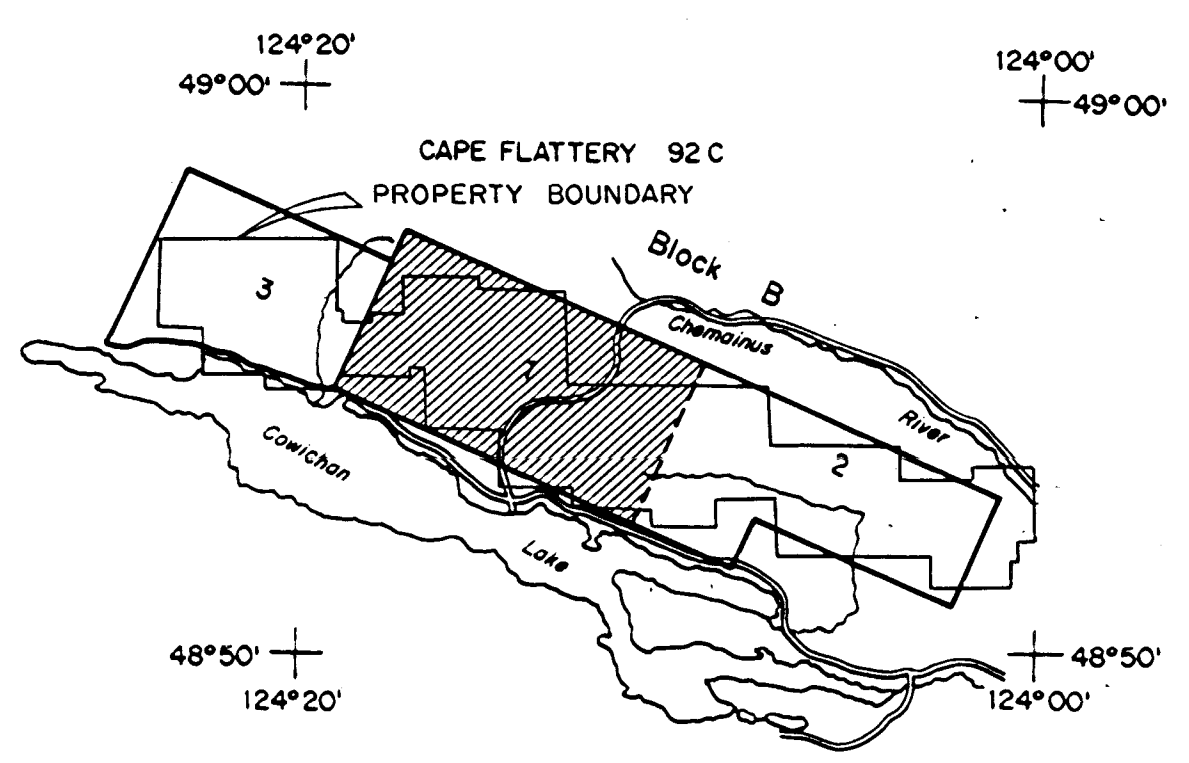 124°20'
49°00'
124°00'
49°00'
CAPE FLATTERY 92 C
PROPERTY BOUNDARY
Block B
3
Chemainus
River
2
Cowichan
Lake
48°50'
124°20'
48°50'
124°00'